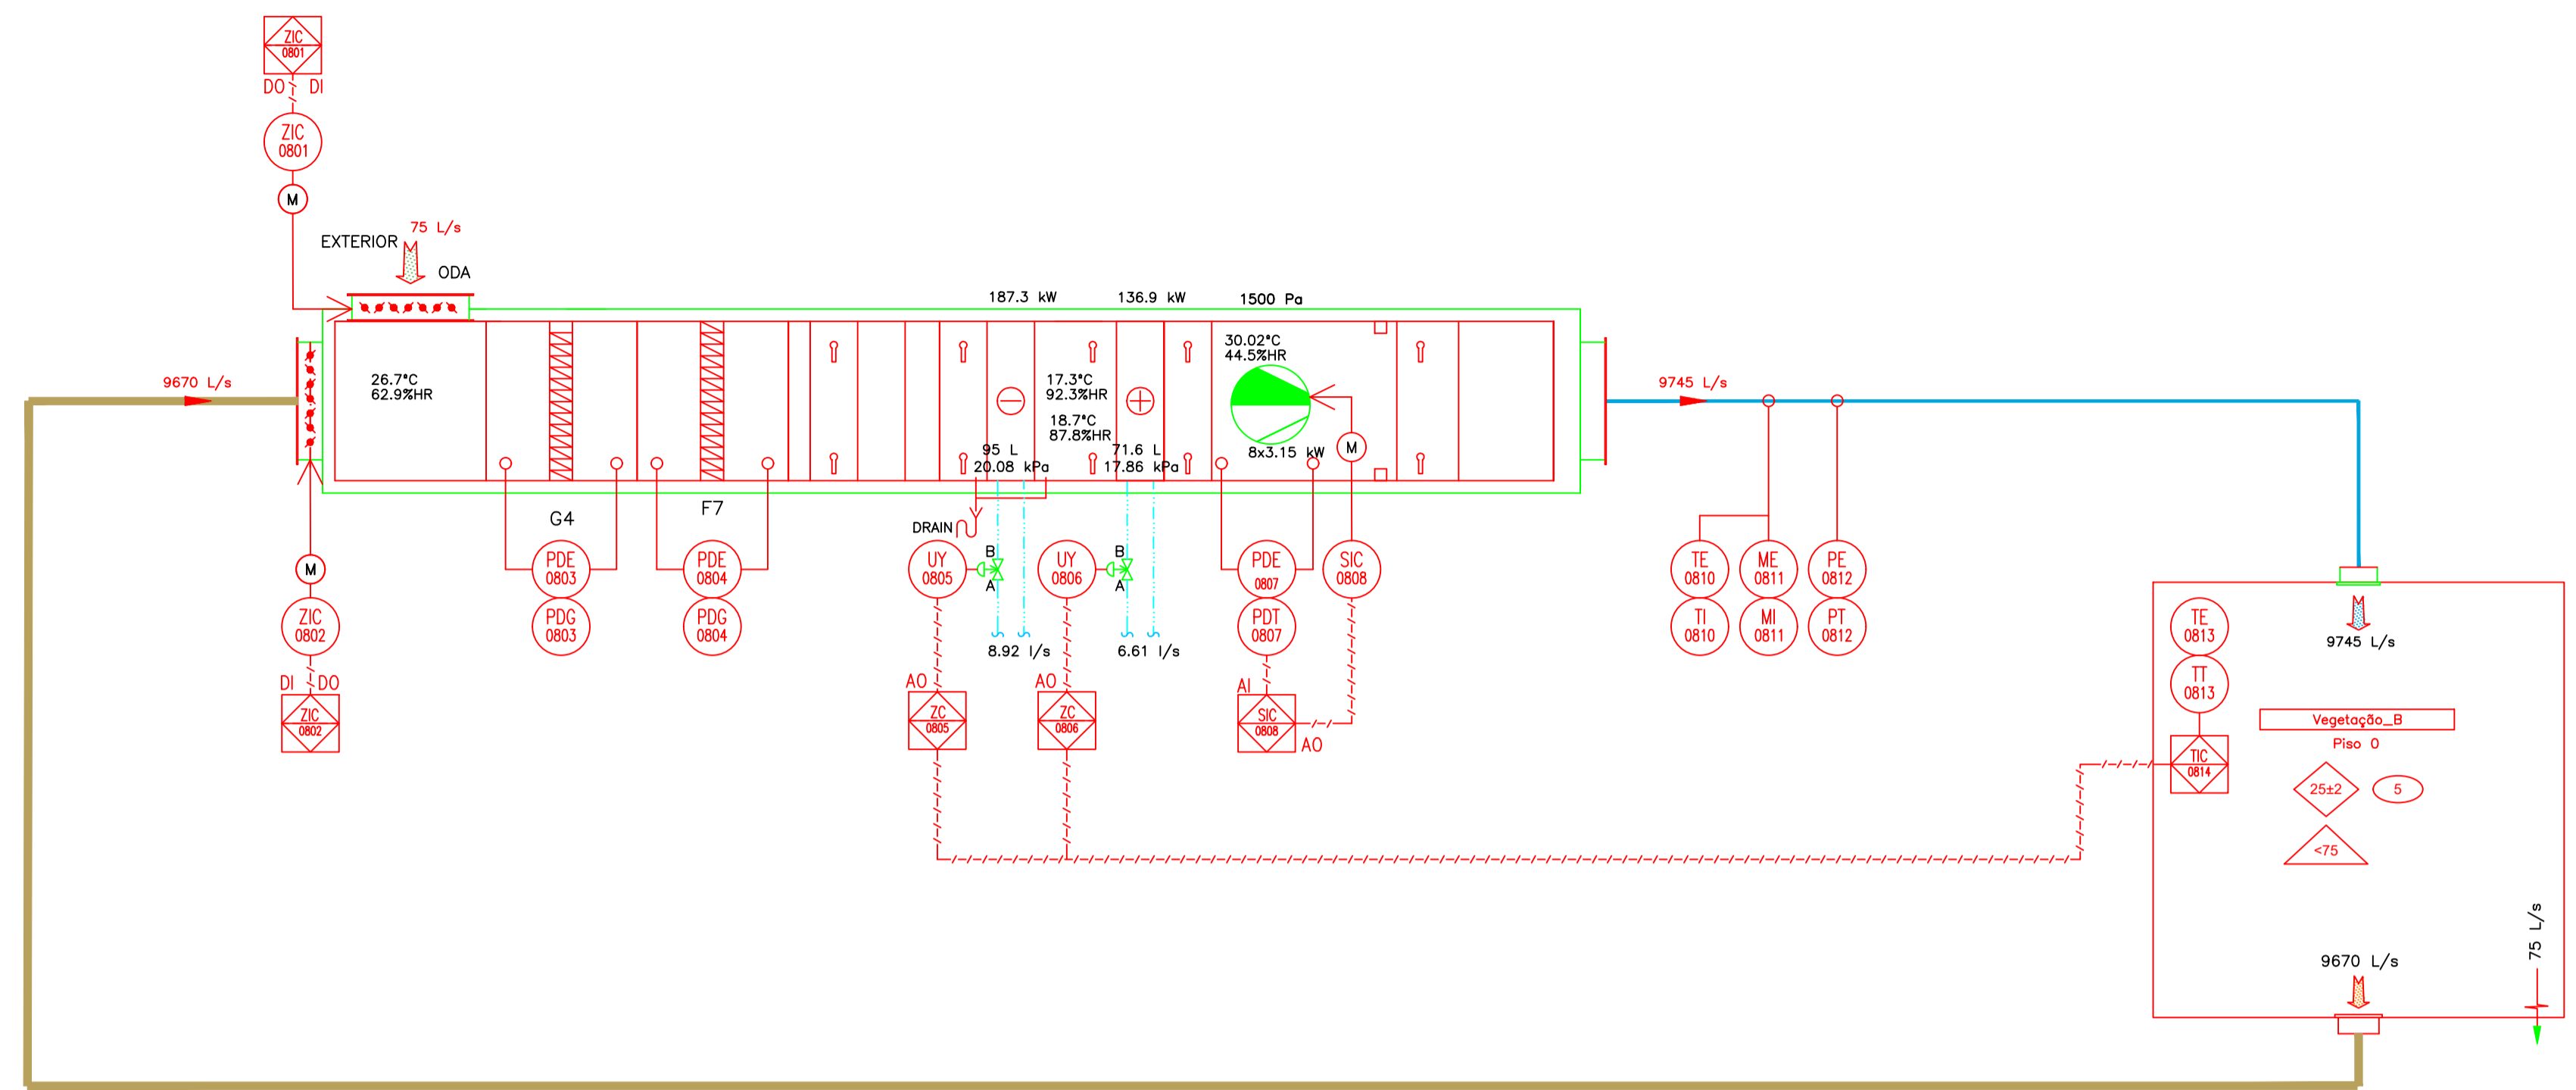 ZIC
0801
DO DI
ZIC
0801
M
75 L/s
EXTERIOR
ODA
187.3 kW
136.9 kW
1500 Pa
9670 L/s
26.7°C
62.9%HR
17.3°C
92.3%HR
18.7°C
87.8%HR
30.02°C
44.5%HR
9745 L/s
95 L
20.08 kPa
71.6 L
17.86 kPa
8x3.15 kW
M
G4
F7
DRAIN
M
ZIC
0802
DI DO
ZIC
0802
PDE
0803
PDG
0803
PDE
0804
PDG
0804
UY
0805
B
A
8.92 l/s
AO
ZC
0805
UY
0806
B
A
6.61 l/s
AO
ZC
0806
PDE
0807
PDT
0807
AI
SIC
0808
AO
SIC
0808
TE
0810
TI
0810
ME
0811
MI
0811
PE
0812
PT
0812
TE
0813
TT
0813
TIC
0814
9745 L/s
Vegetação_B
Piso 0
25±2
5
<75
9670 L/s
75 L/s